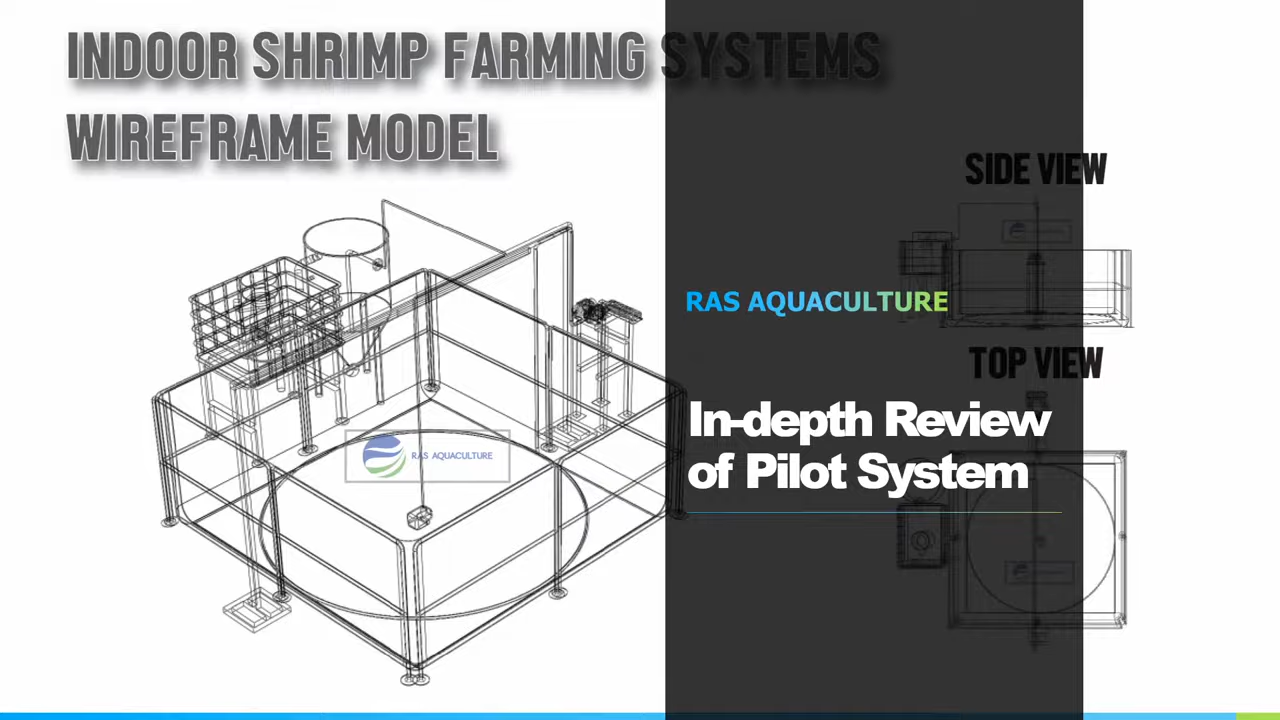 INDOOR SHRIMP FARMING SYSTEMS
WIREFRAME MODEL
SIDE VIEW
RAS AQUACULTURE
TOP VIEW
In-depth Review
of Pilot System
RAS AQUACULTURE